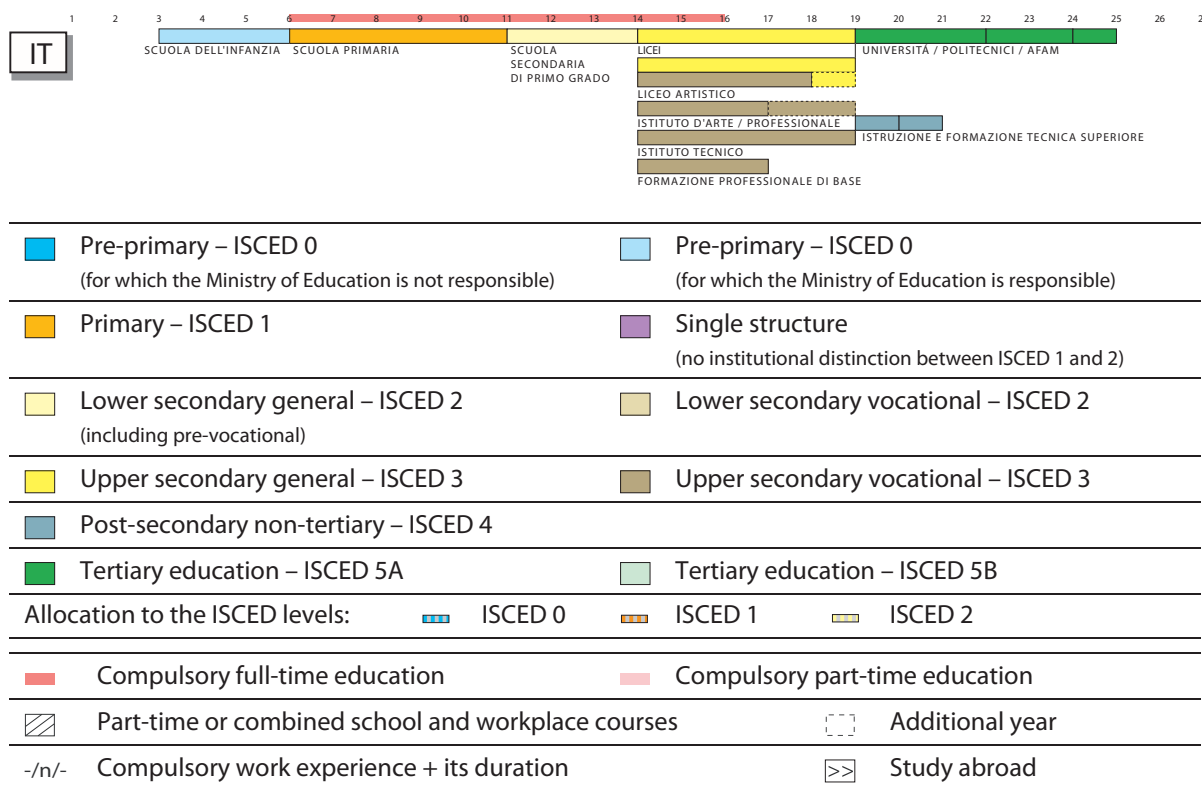 1 2 3 4 5 6 7 8 9 10 11 12 13 14 15 16 17 18 19 20 21 22 23 24 25 26
IT
SCUOLA DELL'INFANZIA SCUOLA PRIMARIA SCUOLA LICEI UNIVERSITÁ / POLITECNICI / AFAM
SECONDARIA
DI PRIMO GRADO
LICEO ARTISTICO
ISTITUTO D'ARTE / PROFESSIONALE
ISTRUZIONE E FORMAZIONE TECNICA SUPERIORE
ISTITUTO TECNICO
FORMAZIONE PROFESSIONALE DI BASE
Pre-primary – ISCED 0
(for which the Ministry of Education is not responsible)
Pre-primary – ISCED 0
(for which the Ministry of Education is responsible)
Primary – ISCED 1
Single structure
(no institutional distinction between ISCED 1 and 2)
Lower secondary general – ISCED 2
(including pre-vocational)
Lower secondary vocational – ISCED 2
Upper secondary general – ISCED 3
Upper secondary vocational – ISCED 3
Post-secondary non-tertiary – ISCED 4
Tertiary education – ISCED 5A
Tertiary education – ISCED 5B
Allocation to the ISCED levels: ISCED 0 ISCED 1 ISCED 2
Compulsory full-time education
Compulsory part-time education
Part-time or combined school and workplace courses
Additional year
-/n/- Compulsory work experience + its duration
>> Study abroad